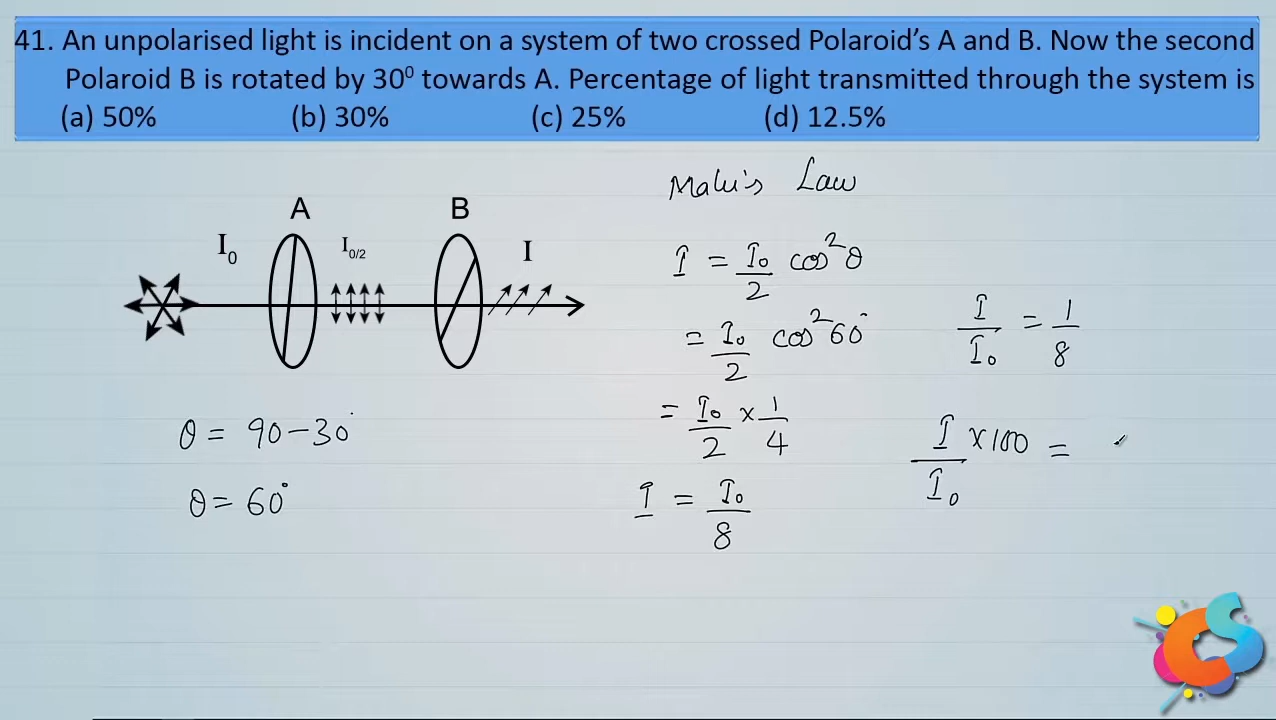 41. An unpolarised light is incident on a system of two crossed Polaroid's A and B. Now the second
Polaroid B is rotated by 30⁰ towards A. Percentage of light transmitted through the system is
(a) 50% (b) 30% (c) 25% (d) 12.5%
Malu's Law
A B
I₀ I₀/₂ I
I = I₀/2 cos²θ
= I₀/2 cos²60° I/I₀ = 1/8
θ = 90-30° = I₀/2 × 1/4 I/I₀ ×100 =
θ = 60° I = I₀/8
CS